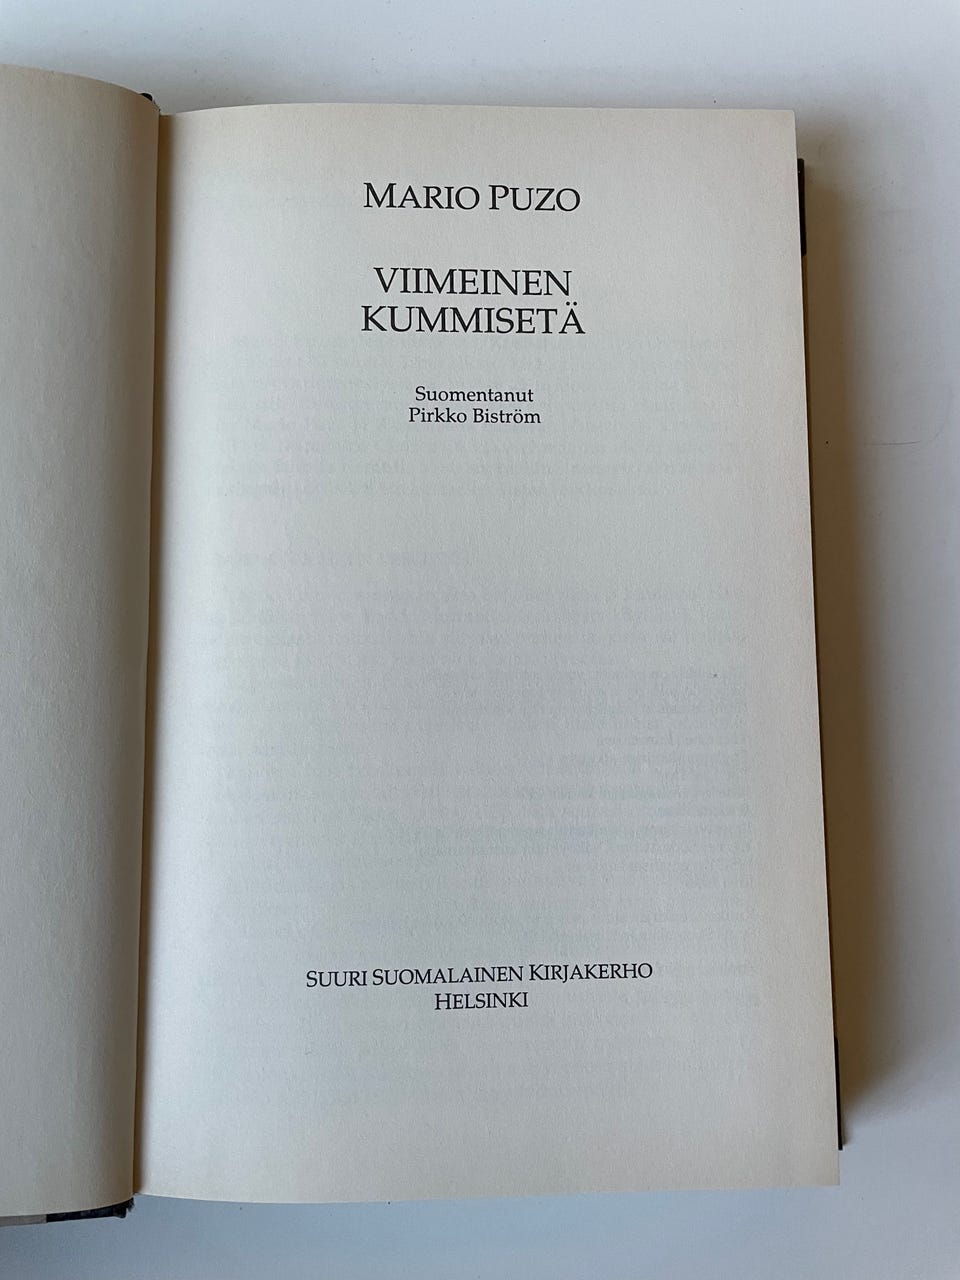 MARIO PUZO
VIIMEINEN
KUMMISETÄ
Suomentanut
Pirkko Biström
SUURI SUOMALAINEN KIRJAKERHO
HELSINKI